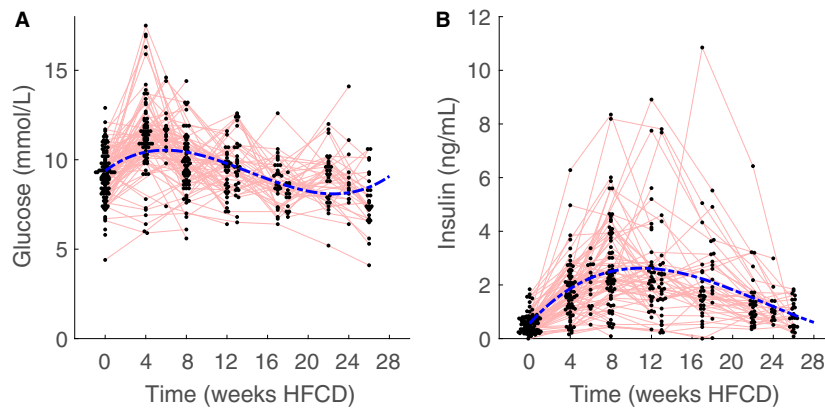 A
Glucose (mmol/L)
15
10
5
0
0 4 8 12 16 20 24 28
Time (weeks HFCD)
B
Insulin (ng/mL)
12
10
8
6
4
2
0
0 4 8 12 16 20 24 28
Time (weeks HFCD)